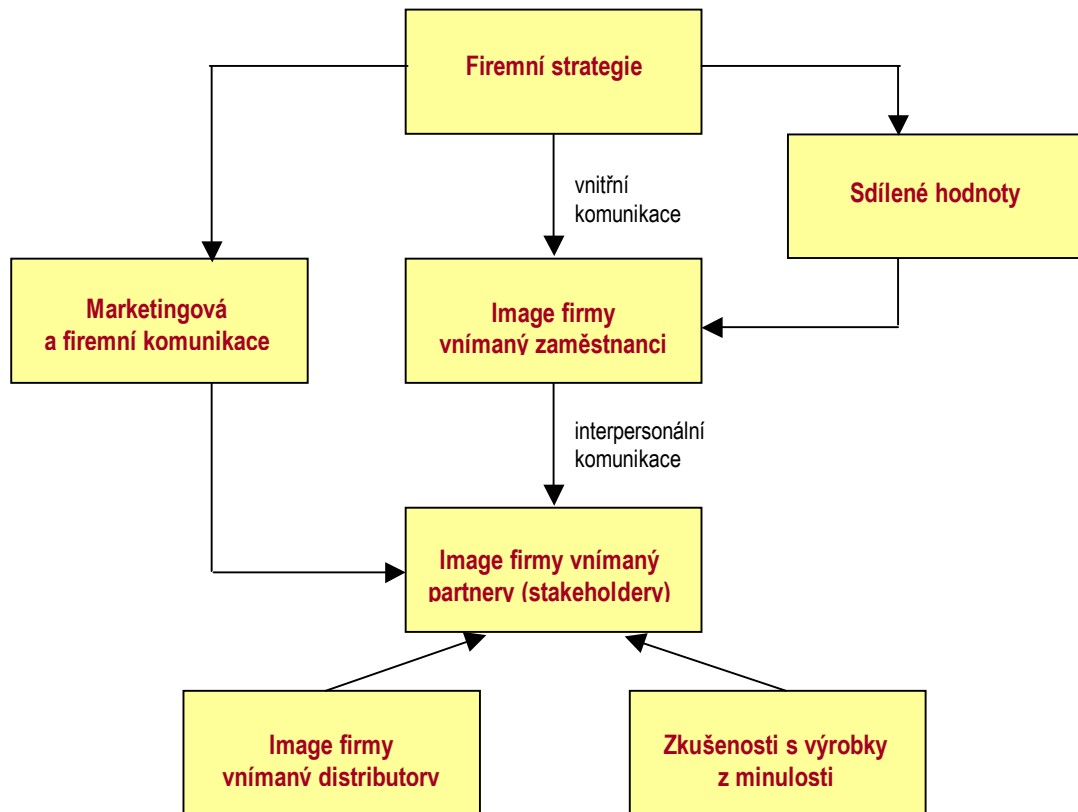 Firemní strategie
vnitřní
komunikace
Sdílené hodnoty
Marketingová
a firemní komunikace
Image firmy
vnímaný zaměstnanci
interpersonální
komunikace
Image firmy vnímaný
partnery (stakeholdery)
Image firmy
vnímaný distributory
Zkušenosti s výrobky
z minulosti